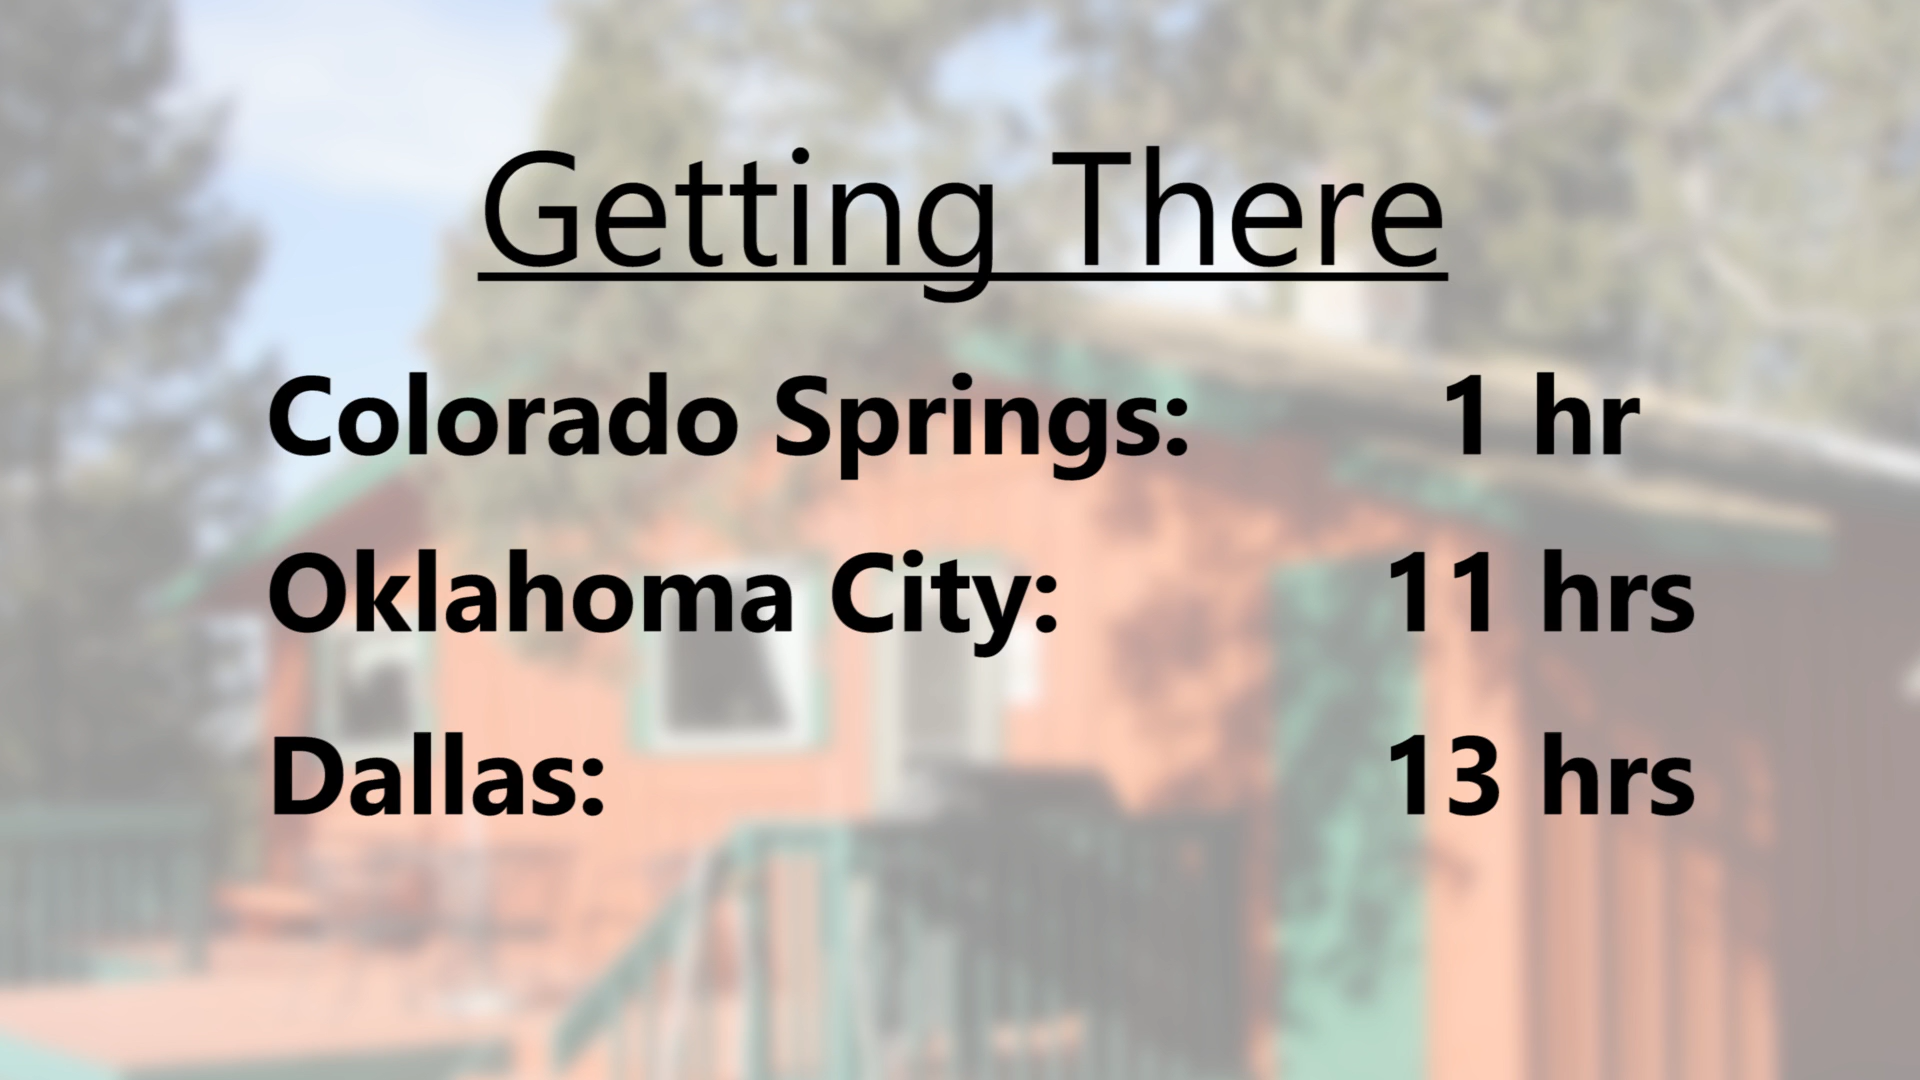 Getting There
Colorado Springs: 1 hr
Oklahoma City: 11 hrs
Dallas: 13 hrs